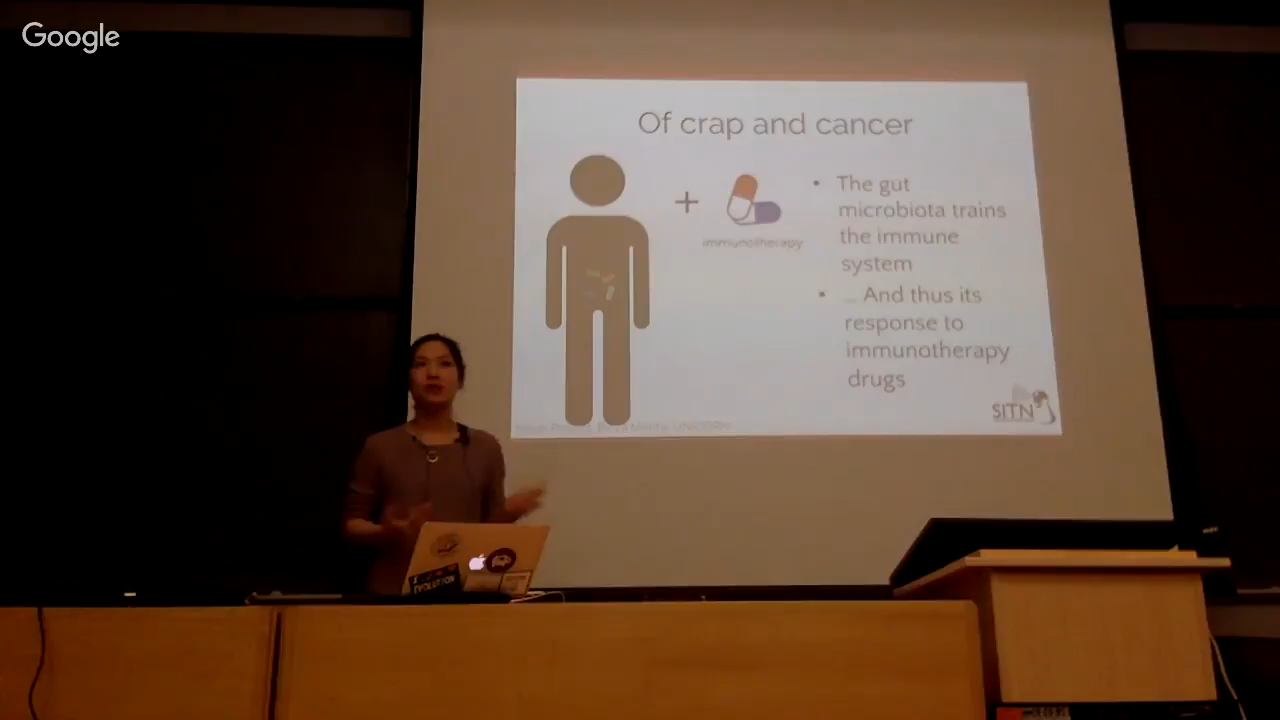 Google
Of crap and cancer
+
immunotherapy
• The gut
microbiota trains
the immune
system
• ... And thus its
response to
immunotherapy
drugs
SITN
EVOLUTION